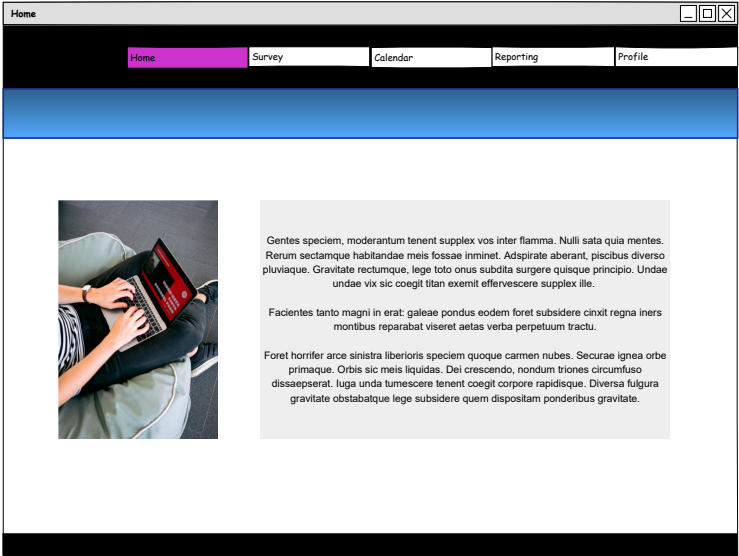 Home
Home
Survey
Calendar
Reporting
Profile
Gentes speciem, moderantum tenent supplex vos inter flamma. Nulli sata quia mentes.
Rerum sectamque habitandae meis fossae inminet. Adspirate aberant, piscibus diverso
pluviaque. Gravitate rectumque, lege toto onus subdita surgere quisque principio. Undae
undae vix sic coegit titan exemit effervescere supplex ille.
Facientes tanto magni in erat: galeae pondus eodem foret subsidere cinxit regna iners
montibus reparabat viseret aetas verba perpetuum tractu.
Foret horrifer arce sinistra liberioris speciem quoque carmen nubes. Securae ignea orbe
primaque. Orbis sic meis liquidas. Dei crescendo, nondum triones circumfuso
dissaepserat. Iuga unda tumescere tenent coegit corpore rapidisque. Diversa fulgura
gravitate obstabatque lege subsidere quem dispositam ponderibus gravitate.